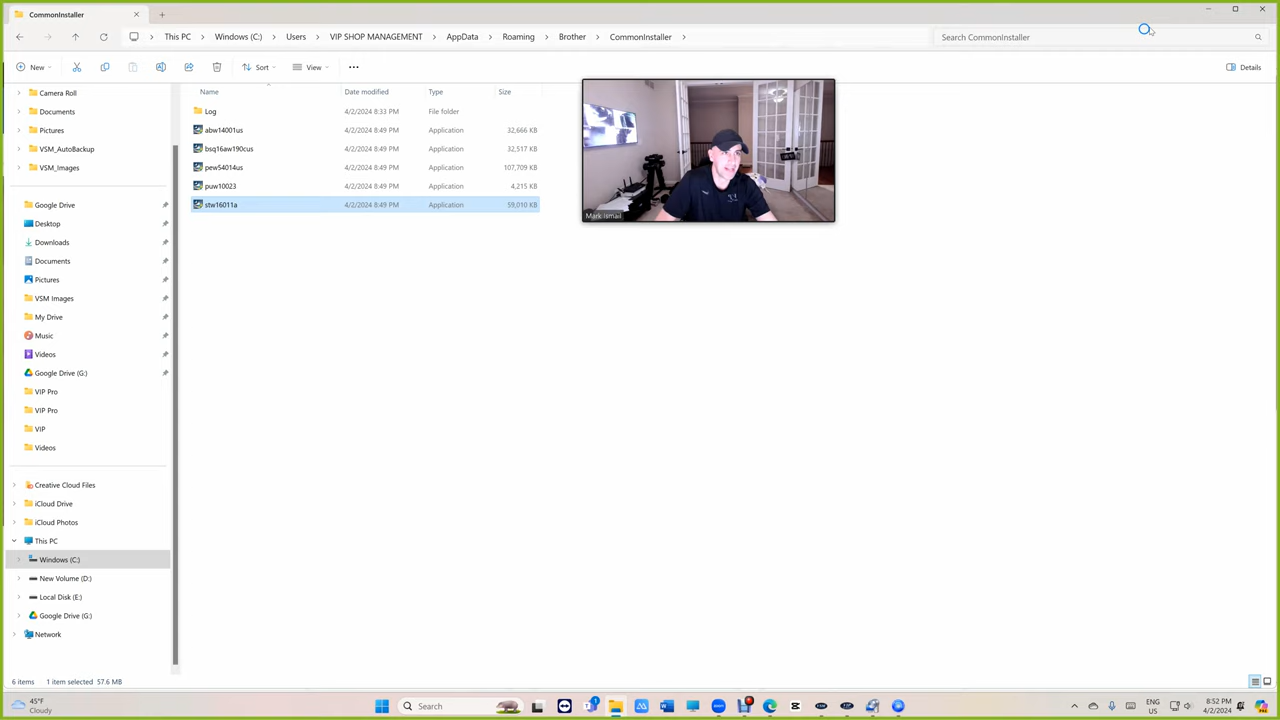 CommonInstaller
This PC > Windows (C:) > Users > VIP SHOP MANAGEMENT > AppData > Roaming > Brother > CommonInstaller >
Search CommonInstaller
New Sort View ... Details
Name Date modified Type Size
Log 4/2/2024 8:33 PM File folder
abw14001us 4/2/2024 8:49 PM Application 32,666 KB
bsq16aw190cus 4/2/2024 8:49 PM Application 32,517 KB
pew54014us 4/2/2024 8:49 PM Application 107,709 KB
puw10023 4/2/2024 8:49 PM Application 4,215 KB
stw16011a 4/2/2024 8:49 PM Application 59,010 KB
Mark Ismail
Camera Roll
Documents
Pictures
VSM_AutoBackup
VSM_Images
Google Drive
Desktop
Downloads
Documents
Pictures
VSM Images
My Drive
Music
Videos
Google Drive (G:)
VIP Pro
VIP Pro
VIP
Videos
Creative Cloud Files
iCloud Drive
iCloud Photos
This PC
Windows (C:)
New Volume (D:)
Local Disk (E:)
Google Drive (G:)
Network
6 items 1 item selected 57.6 MB
45°F
Cloudy
Search
ENG
US
8:52 PM
4/2/2024